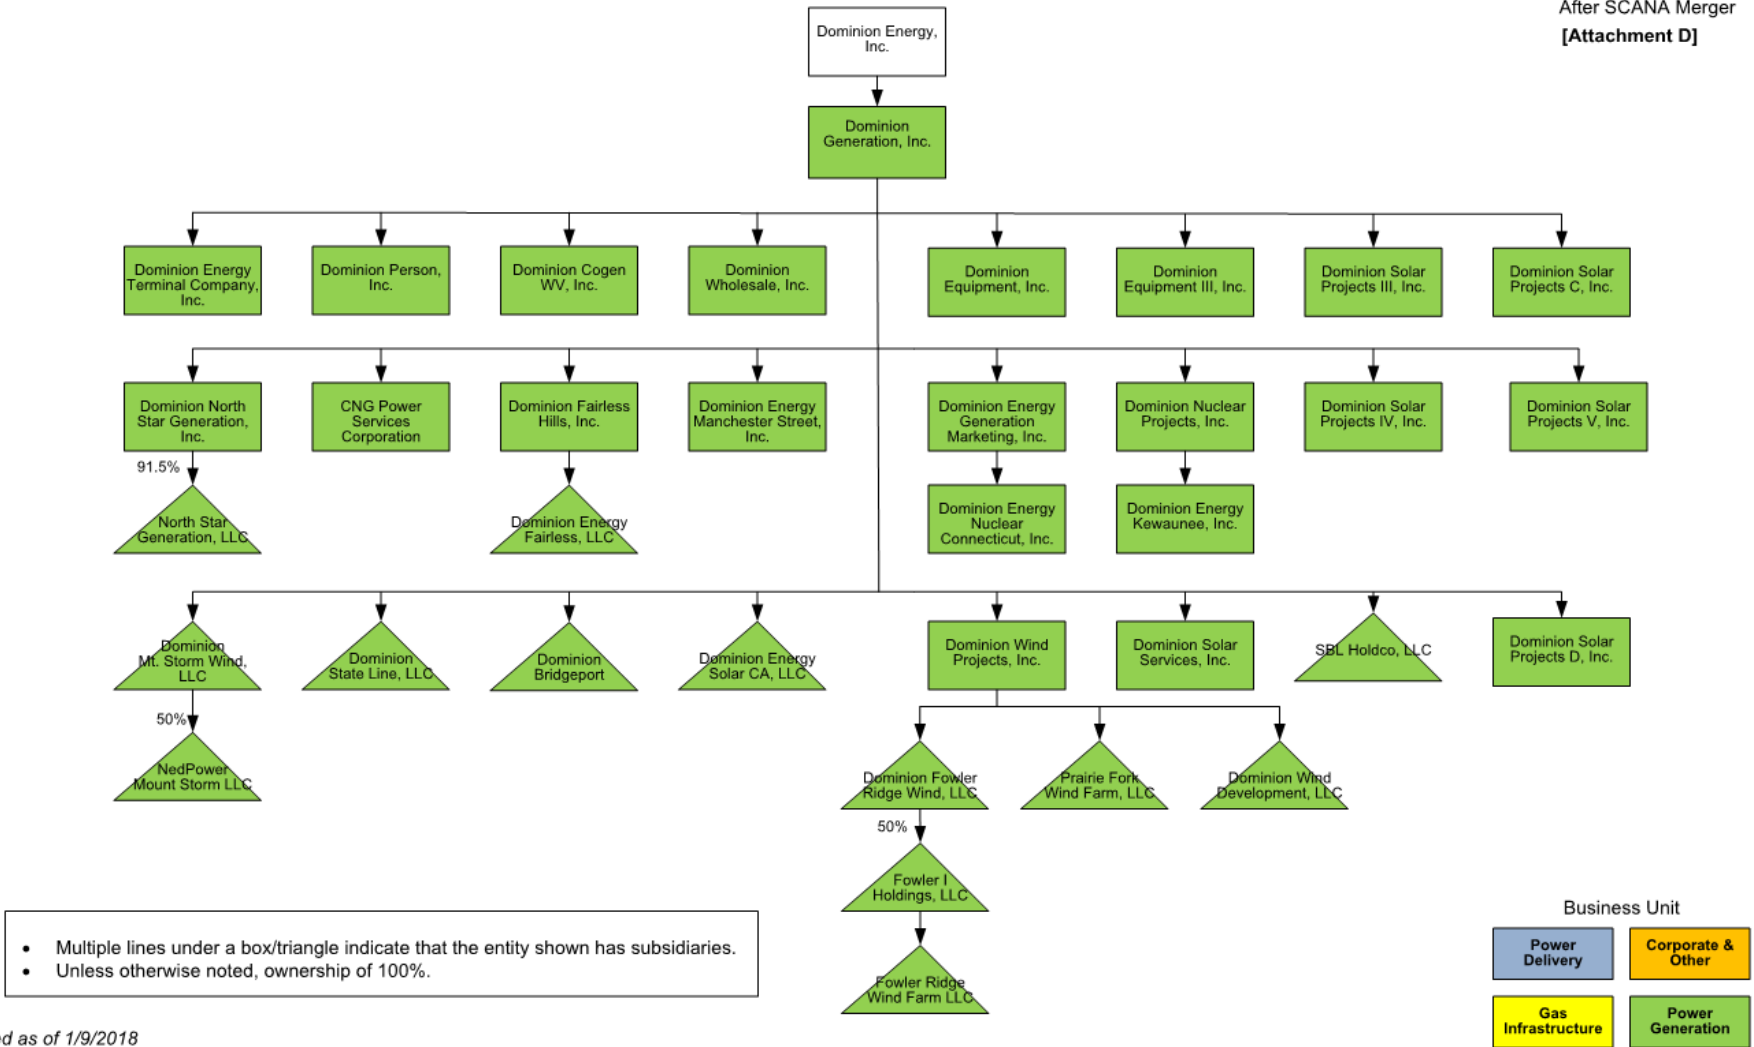 After SCANA Merger
[Attachment D]
Dominion Energy,
Inc.
Dominion
Generation, Inc.
Dominion Energy
Terminal Company,
Inc.
Dominion Person,
Inc.
Dominion Cogen
WV, Inc.
Dominion
Wholesale, Inc.
Dominion
Equipment, Inc.
Dominion
Equipment III, Inc.
Dominion Solar
Projects III, Inc.
Dominion Solar
Projects C, Inc.
Dominion North
Star Generation,
Inc.
CNG Power
Services
Corporation
Dominion Fairless
Hills, Inc.
Dominion Energy
Manchester Street,
Inc.
Dominion Energy
Generation
Marketing, Inc.
Dominion Nuclear
Projects, Inc.
Dominion Solar
Projects IV, Inc.
Dominion Solar
Projects V, Inc.
91.5%
North Star
Generation, LLC
Dominion Energy
Fairless, LLC
Dominion Energy
Nuclear
Connecticut, Inc.
Dominion Energy
Kewaunee, Inc.
Dominion
Mt. Storm Wind,
LLC
Dominion
State Line, LLC
Dominion
Bridgeport
Dominion Energy
Solar CA, LLC
Dominion Wind
Projects, Inc.
Dominion Solar
Services, Inc.
SBL Holdco, LLC
Dominion Solar
Projects D, Inc.
50%
NedPower
Mount Storm LLC
Dominion Fowler
Ridge Wind, LLC
Prairie Fork
Wind Farm, LLC
Dominion Wind
Development, LLC
50%
Fowler I
Holdings, LLC
Fowler Ridge
Wind Farm LLC
• Multiple lines under a box/triangle indicate that the entity shown has subsidiaries.
• Unless otherwise noted, ownership of 100%.
Business Unit
Power
Delivery
Corporate &
Other
Gas
Infrastructure
Power
Generation
as of 1/9/2018